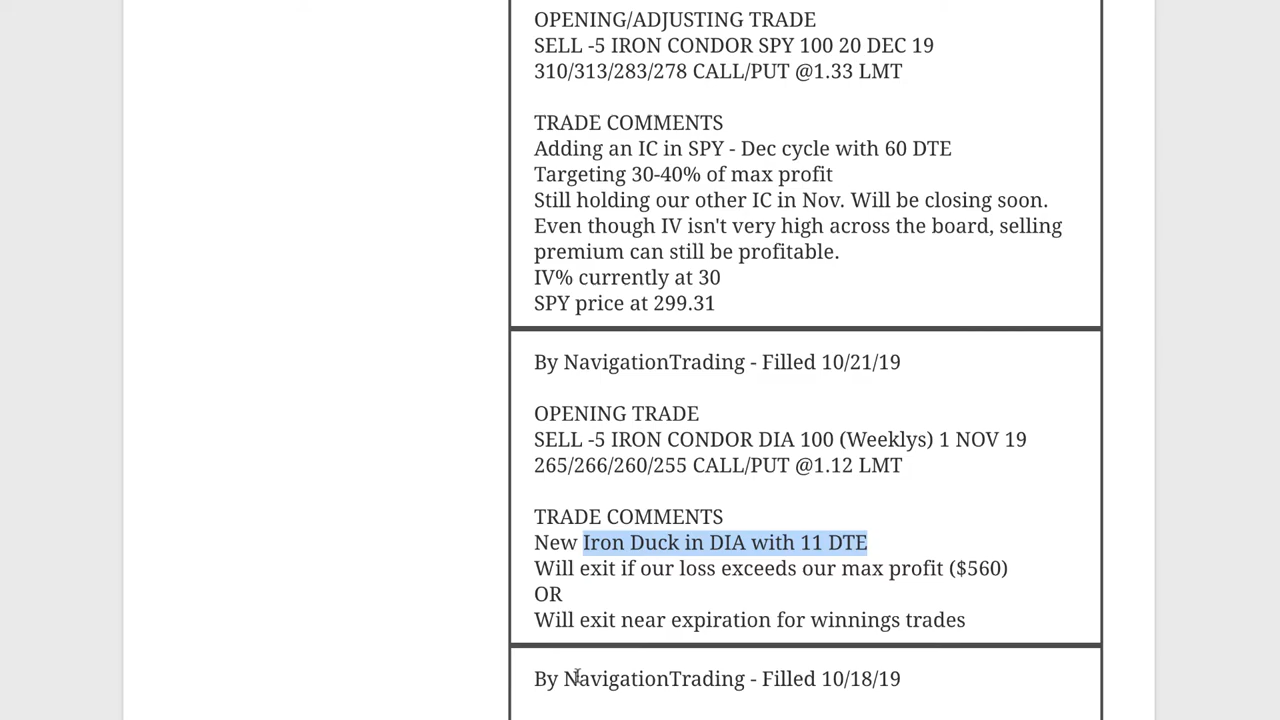 OPENING/ADJUSTING TRADE
SELL -5 IRON CONDOR SPY 100 20 DEC 19
310/313/283/278 CALL/PUT @1.33 LMT
TRADE COMMENTS
Adding an IC in SPY - Dec cycle with 60 DTE
Targeting 30-40% of max profit
Still holding our other IC in Nov. Will be closing soon.
Even though IV isn't very high across the board, selling
premium can still be profitable.
IV% currently at 30
SPY price at 299.31
By NavigationTrading - Filled 10/21/19
OPENING TRADE
SELL -5 IRON CONDOR DIA 100 (Weeklys) 1 NOV 19
265/266/260/255 CALL/PUT @1.12 LMT
TRADE COMMENTS
New Iron Duck in DIA with 11 DTE
Will exit if our loss exceeds our max profit ($560)
OR
Will exit near expiration for winnings trades
By NavigationTrading - Filled 10/18/19